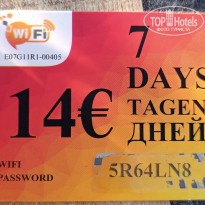 WiFi
TOP Hotels
E07G11R1-00405
7
DAYS
14€
TAGEN
ДНЕЙ
WIFI
PASSWORD
5R64LN8